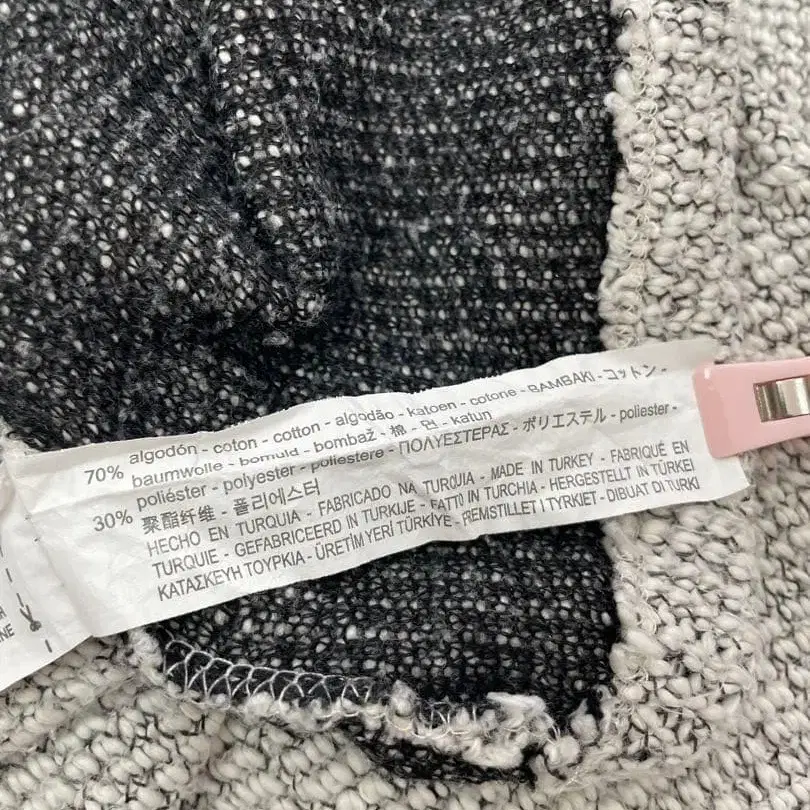 70% algodón - coton - cotton - algodão - katoen - cotone - BAMBAKI - コットン -
baumwolle - bomuld - bombaž - 棉 - 면 - katun
30% poliéster - polyester - poliestere - ΠΟΛΥΕΣΤΕΡΑΣ - ポリエステル - poliester -
聚酯纤维 - 폴리에스터
HECHO EN TURQUIA - FABRICADO NA TURQUIA - MADE IN TURKEY - FABRIQUÉ EN
TURQUIE - GEFABRICEERD IN TURKIJE - FATTO IN TURCHIA - HERGESTELLT IN TÜRKEI
ΚΑΤΑΣΚΕΥΗ ΤΟΥΡΚΙΑ - ÜRETİM YERİ TÜRKİYE - FREMSTILLET I TYRKIET - DIBUAT DI TURKI